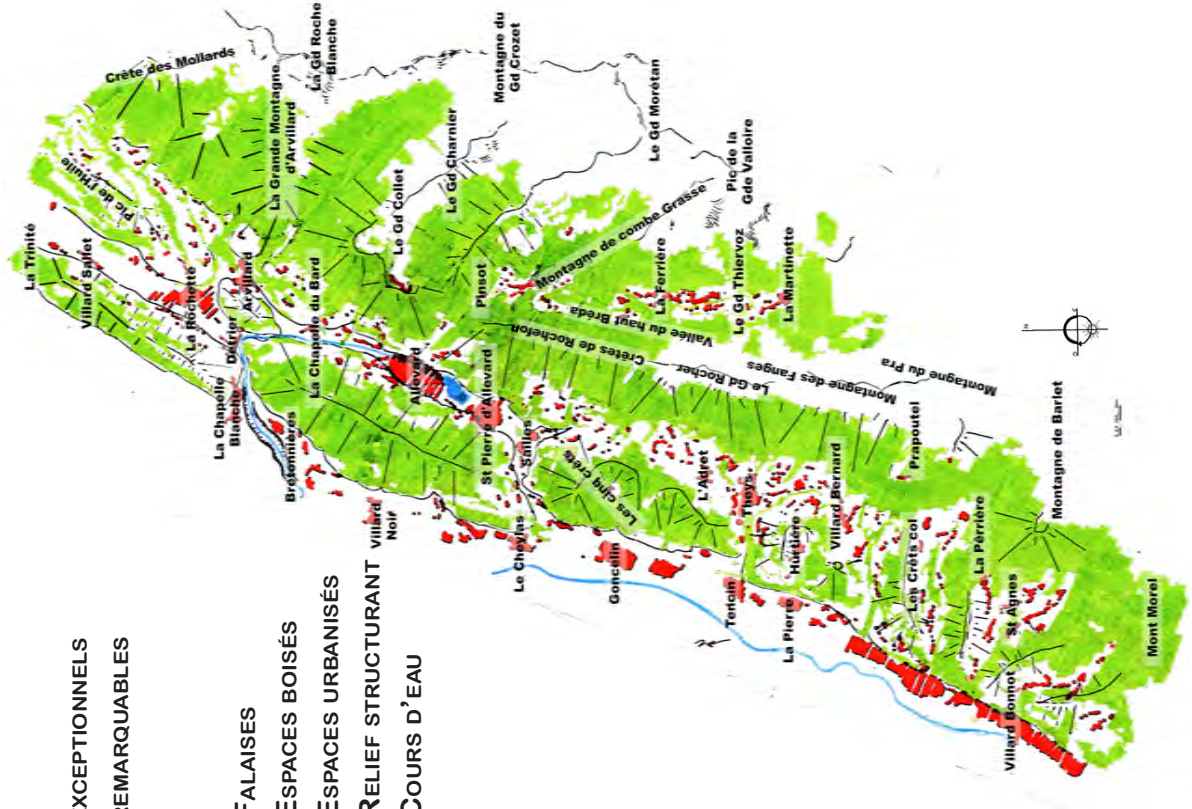 XCEPTIONNELS
REMARQUABLES
FALAISES
ESPACES BOISÉS
ESPACES URBANISÉS
RELIEF STRUCTURANT
COURS D'EAU
La Trinité
Villard Sallet
Pic de l'Huile
Crête des Mollards
La Gd Roche
Blanche
La Rochette
La Grande Montagne
d'Arvillard
Montagne du
Gd Crozet
Détrier
Arvillard
La Chapelle
Blanche
La Chapelle du Bard
Bretonnières
Le Gd Collet
Le Gd Charnier
Le Gd Morétan
Allevard
Pinsot
Montagne de combe Grasse
Pic de la
Gde Valloire
Villard
Noir
St Pierre d'Allevard
Crêtes de Rochefort
Vallée du haut Bréda
La Ferrière
Le Gd Thiervoz
La Martinette
Le Cheylas
Salles
Les cinq crêts
Le Gd Rocher
Montagne des Fanges
Montagne du Pra
Goncelin
L'Adret
Theys
Tencin
Hurtière
Villard Bernard
Prapoutel
La Pierre
Les Crêts col
La Pérrière
Montagne de Barlet
St Agnes
Villard Bonnot
Mont Morel
N
O
E
S